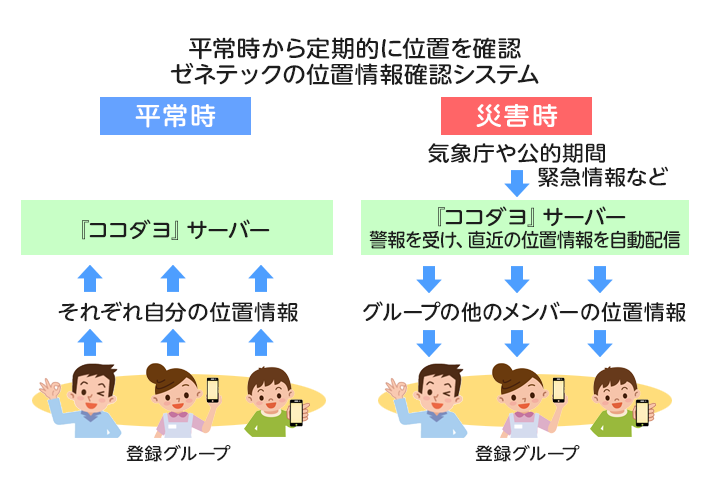 平常時から定期的に位置を確認
ゼネテックの位置情報確認システム
平常時
『ココダヨ』サーバー
それぞれ自分の位置情報
登録グループ
災害時
気象庁や公的期間
緊急情報など
『ココダヨ』サーバー
警報を受け、直近の位置情報を自動配信
グループの他のメンバーの位置情報
登録グループ